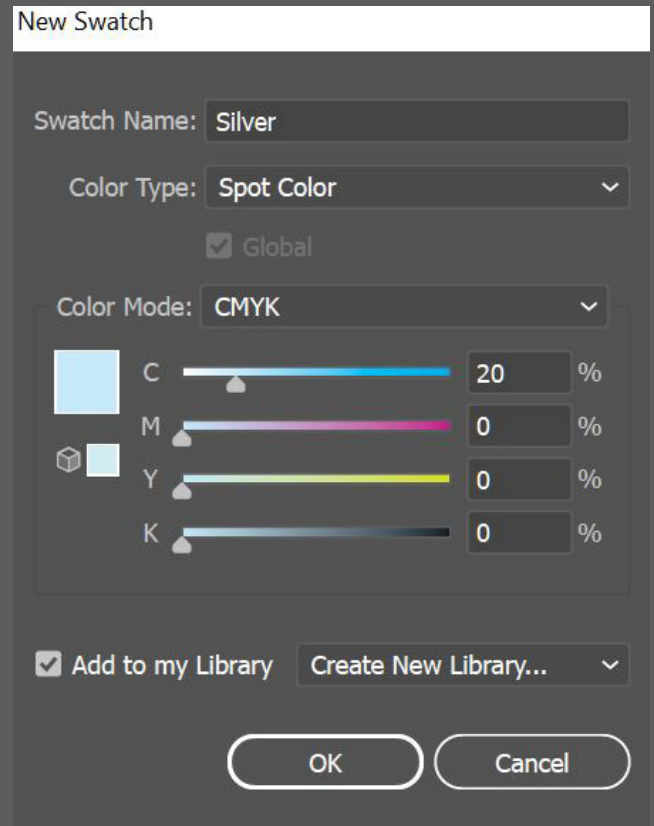 New Swatch
Swatch Name: Silver
Color Type: Spot Color
Global
Color Mode: CMYK
C 20 %
M 0 %
Y 0 %
K 0 %
Add to my Library Create New Library...
OK Cancel